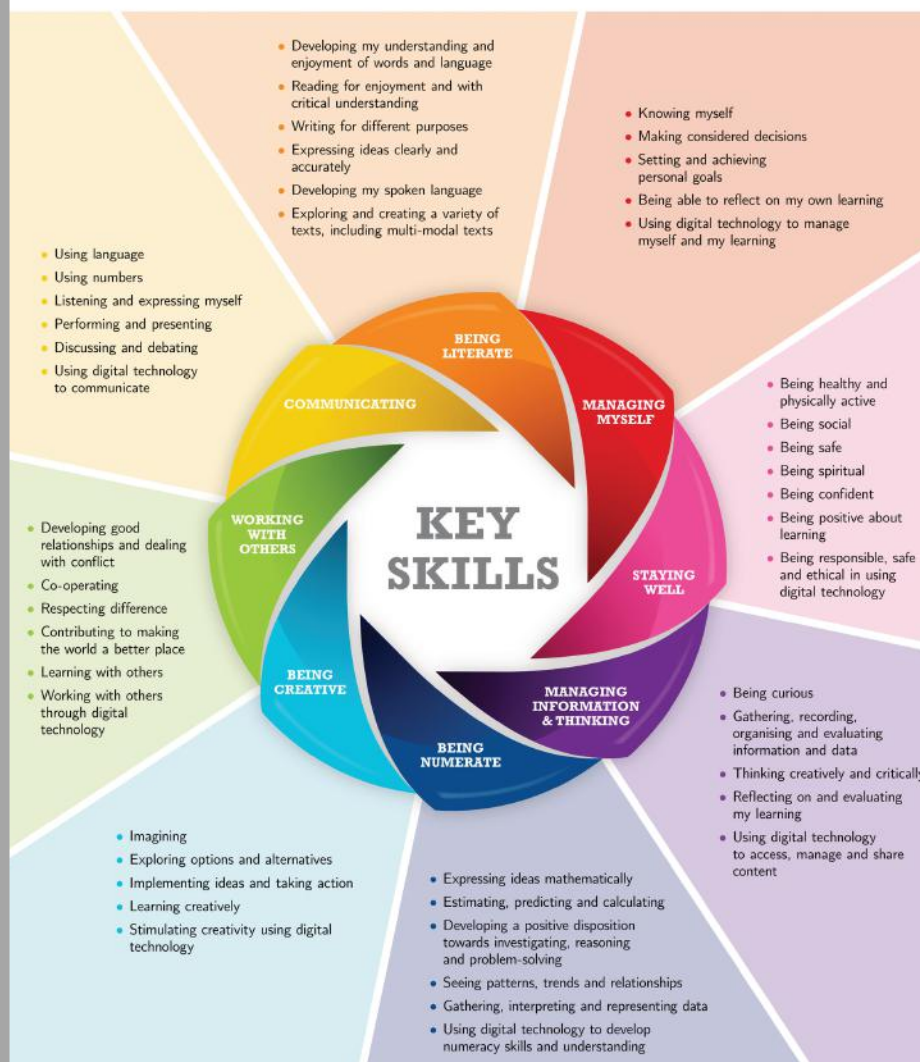 KEY
SKILLS
BEING
LITERATE
• Developing my understanding and
enjoyment of words and language
• Reading for enjoyment and with
critical understanding
• Writing for different purposes
• Expressing ideas clearly and
accurately
• Developing my spoken language
• Exploring and creating a variety of
texts, including multi-modal texts
MANAGING
MYSELF
• Knowing myself
• Making considered decisions
• Setting and achieving
personal goals
• Being able to reflect on my own learning
• Using digital technology to manage
myself and my learning
STAYING
WELL
• Being healthy and
physically active
• Being social
• Being safe
• Being spiritual
• Being confident
• Being positive about
learning
• Being responsible, safe
and ethical in using
digital technology
MANAGING
INFORMATION
& THINKING
• Being curious
• Gathering, recording,
organising and evaluating
information and data
• Thinking creatively and critically
• Reflecting on and evaluating
my learning
• Using digital technology
to access, manage and share
content
BEING
NUMERATE
• Expressing ideas mathematically
• Estimating, predicting and calculating
• Developing a positive disposition
towards investigating, reasoning
and problem-solving
• Seeing patterns, trends and relationships
• Gathering, interpreting and representing data
• Using digital technology to develop
numeracy skills and understanding
BEING
CREATIVE
• Imagining
• Exploring options and alternatives
• Implementing ideas and taking action
• Learning creatively
• Stimulating creativity using digital
technology
WORKING
WITH
OTHERS
• Developing good
relationships and dealing
with conflict
• Co-operating
• Respecting difference
• Contributing to making
the world a better place
• Learning with others
• Working with others
through digital
technology
COMMUNICATING
• Using language
• Using numbers
• Listening and expressing myself
• Performing and presenting
• Discussing and debating
• Using digital technology
to communicate